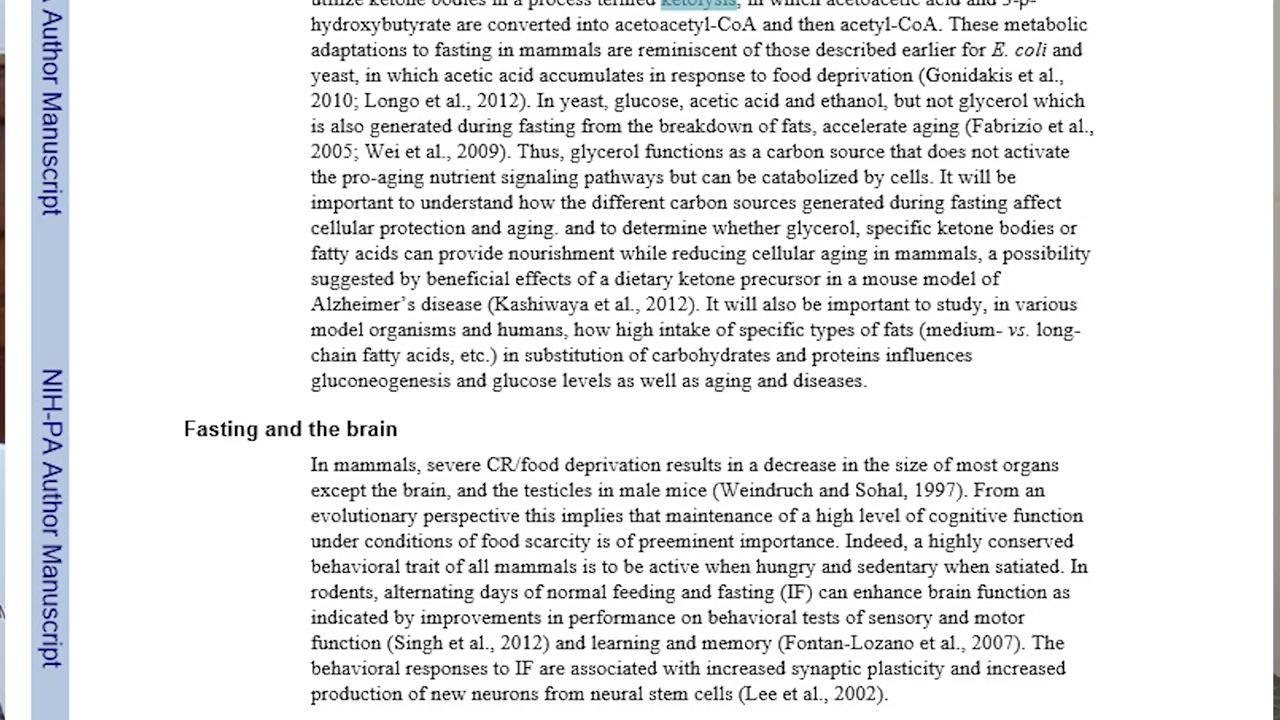 utilize ketone bodies in a process termed ketolysis, in which acetoacetic acid and 3-β-
hydroxybutyrate are converted into acetoacetyl-CoA and then acetyl-CoA. These metabolic
adaptations to fasting in mammals are reminiscent of those described earlier for E. coli and
yeast, in which acetic acid accumulates in response to food deprivation (Gonidakis et al.,
2010; Longo et al., 2012). In yeast, glucose, acetic acid and ethanol, but not glycerol which
is also generated during fasting from the breakdown of fats, accelerate aging (Fabrizio et al.,
2005; Wei et al., 2009). Thus, glycerol functions as a carbon source that does not activate
the pro-aging nutrient signaling pathways but can be catabolized by cells. It will be
important to understand how the different carbon sources generated during fasting affect
cellular protection and aging. and to determine whether glycerol, specific ketone bodies or
fatty acids can provide nourishment while reducing cellular aging in mammals, a possibility
suggested by beneficial effects of a dietary ketone precursor in a mouse model of
Alzheimer's disease (Kashiwaya et al., 2012). It will also be important to study, in various
model organisms and humans, how high intake of specific types of fats (medium- vs. long-
chain fatty acids, etc.) in substitution of carbohydrates and proteins influences
gluconeogenesis and glucose levels as well as aging and diseases.
Fasting and the brain
In mammals, severe CR/food deprivation results in a decrease in the size of most organs
except the brain, and the testicles in male mice (Weindruch and Sohal, 1997). From an
evolutionary perspective this implies that maintenance of a high level of cognitive function
under conditions of food scarcity is of preeminent importance. Indeed, a highly conserved
behavioral trait of all mammals is to be active when hungry and sedentary when satiated. In
rodents, alternating days of normal feeding and fasting (IF) can enhance brain function as
indicated by improvements in performance on behavioral tests of sensory and motor
function (Singh et al., 2012) and learning and memory (Fontan-Lozano et al., 2007). The
behavioral responses to IF are associated with increased synaptic plasticity and increased
production of new neurons from neural stem cells (Lee et al., 2002).
Author Manuscript
NIH-PA Author Manuscript